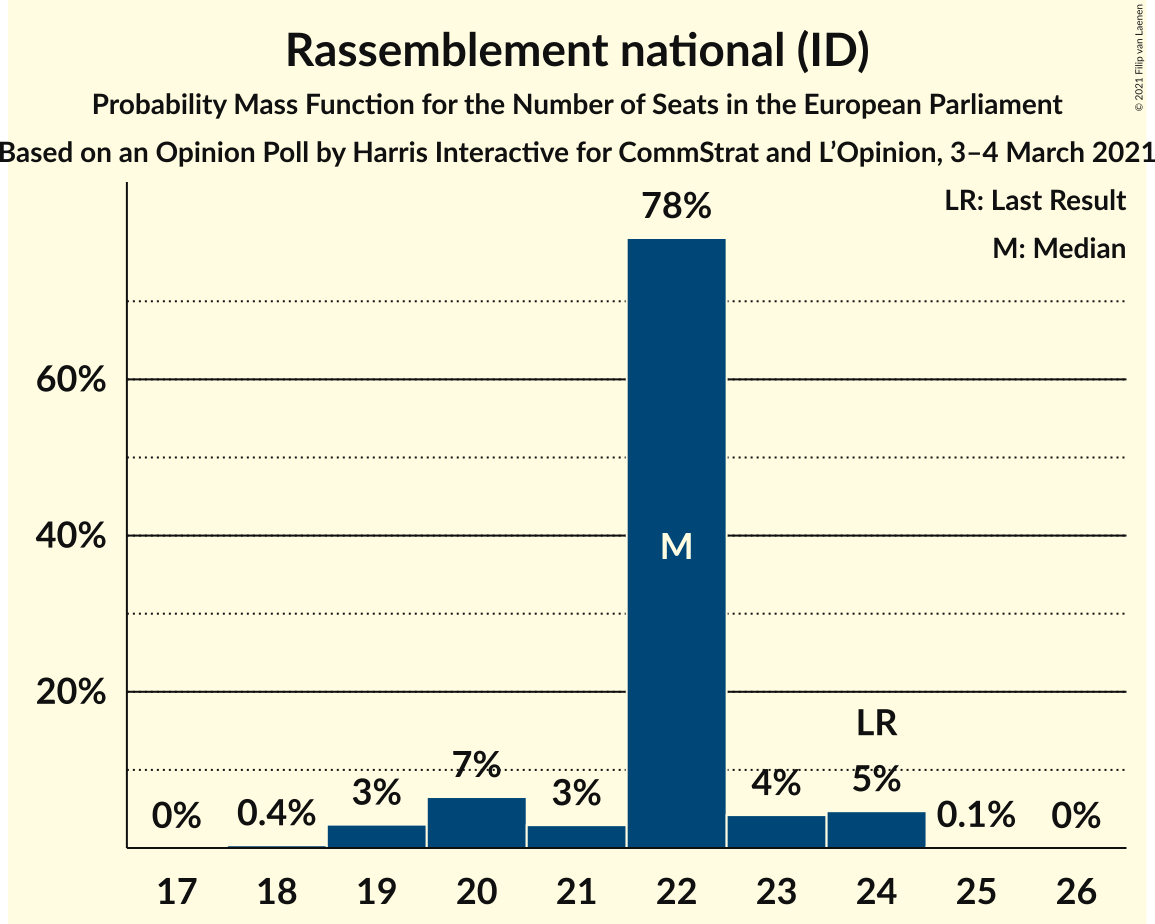 Rassemblement national (ID)
Probability Mass Function for the Number of Seats in the European Parliament
Based on an Opinion Poll by Harris Interactive for CommStrat and L’Opinion, 3–4 March 2021
© 2021 Filip van Laenen
LR: Last Result
M: Median
78%
60%
40%
M
20%
LR
0% 0.4% 3% 7% 3% 4% 5% 0.1% 0%
17 18 19 20 21 22 23 24 25 26